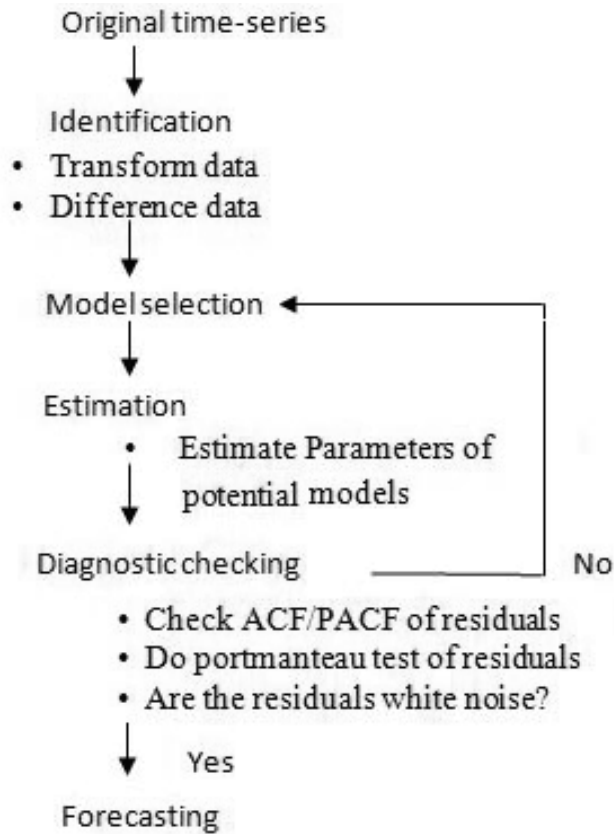 Original time-series
Identification
• Transform data
• Difference data
Model selection
Estimation
• Estimate Parameters of
potential models
Diagnostic checking
No
• Check ACF/PACF of residuals
• Do portmanteau test of residuals
• Are the residuals white noise?
Yes
Forecasting